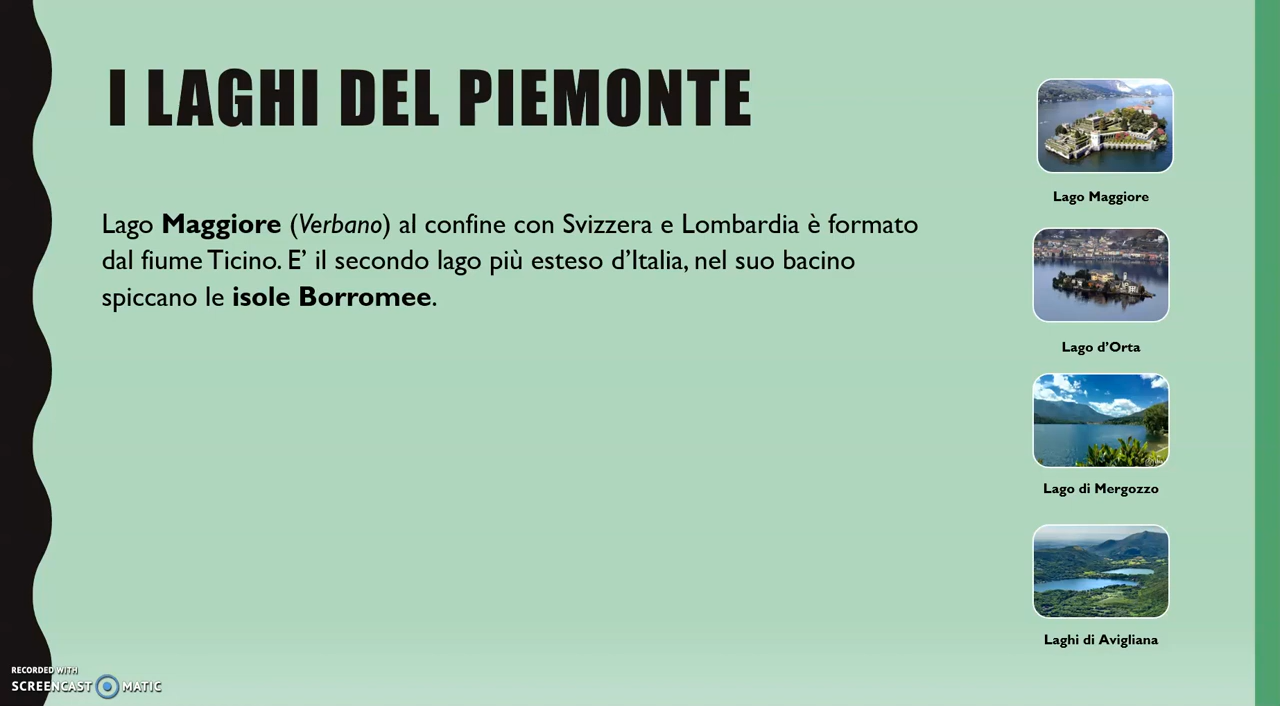 I LAGHI DEL PIEMONTE
Lago Maggiore (Verbano) al confine con Svizzera e Lombardia è formato
dal fiume Ticino. E’ il secondo lago più esteso d’Italia, nel suo bacino
spiccano le isole Borromee.
Lago Maggiore
Lago d’Orta
Lago di Mergozzo
Laghi di Avigliana
RECORDED WITH
SCREENCAST MATIC